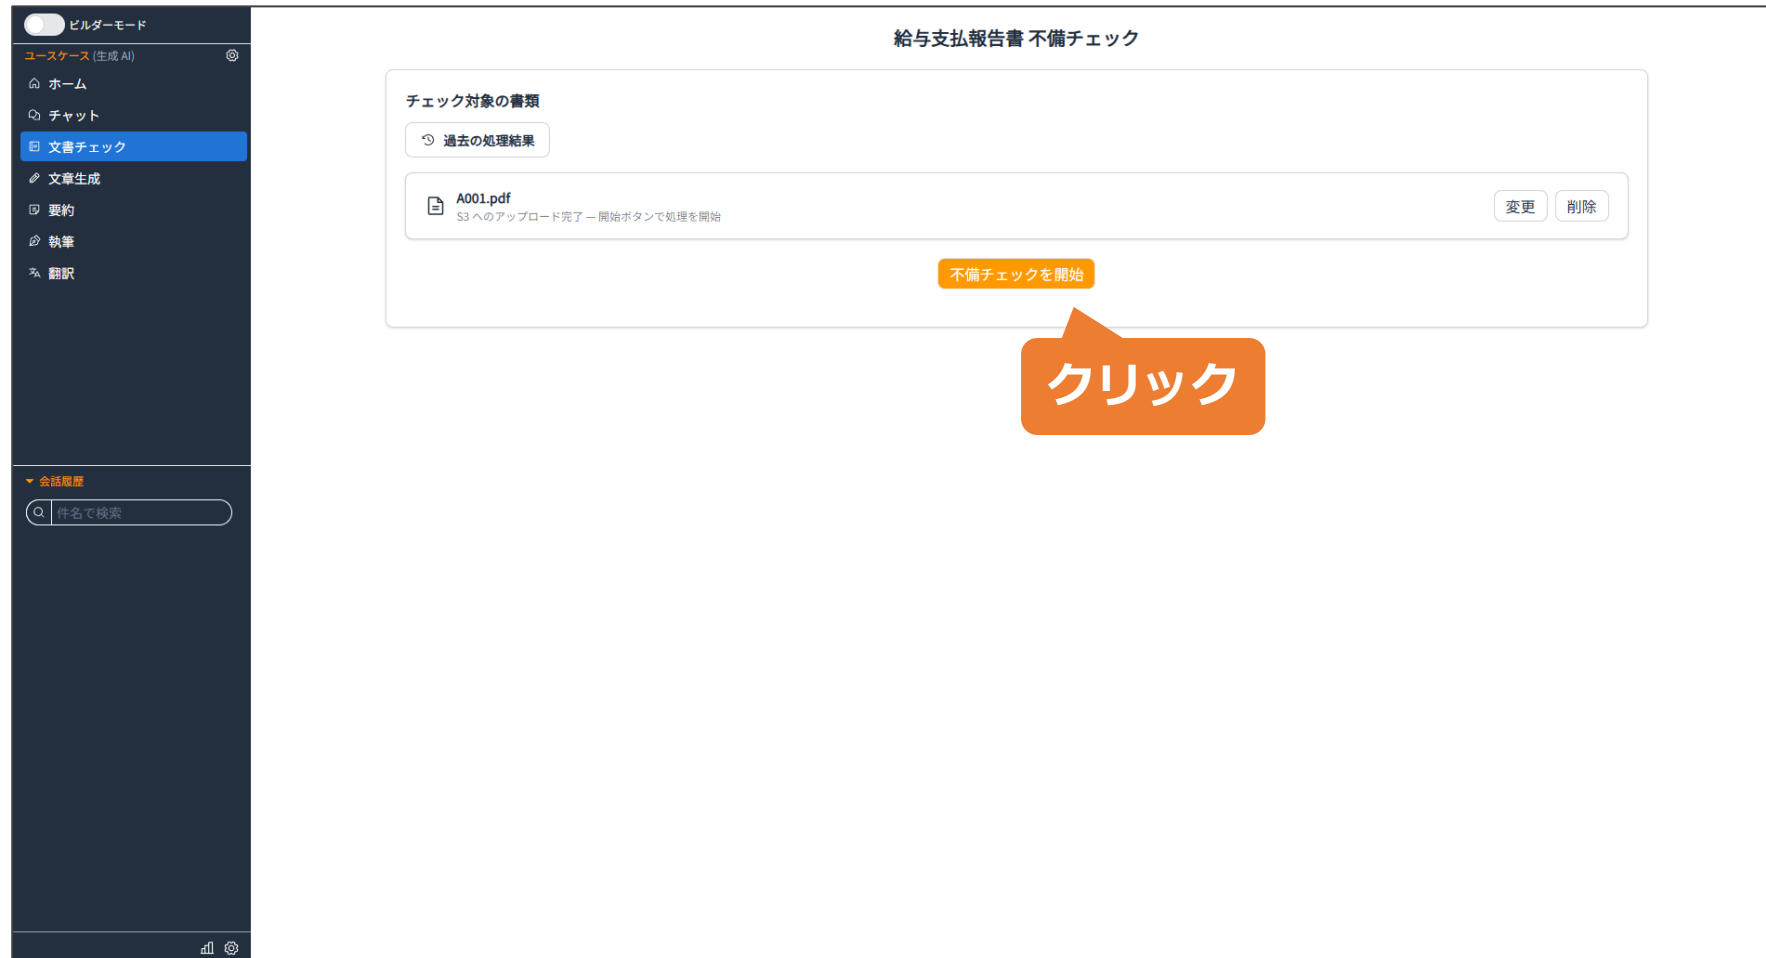 ビルダーモード
ユースケース (生成 AI)
ホーム
チャット
文書チェック
文章生成
要約
執筆
翻訳
会話履歴
件名で検索
給与支払報告書 不備チェック
チェック対象の書類
過去の処理結果
A001.pdf
S3 へのアップロード完了 — 開始ボタンで処理を開始
変更
削除
不備チェックを開始
クリック